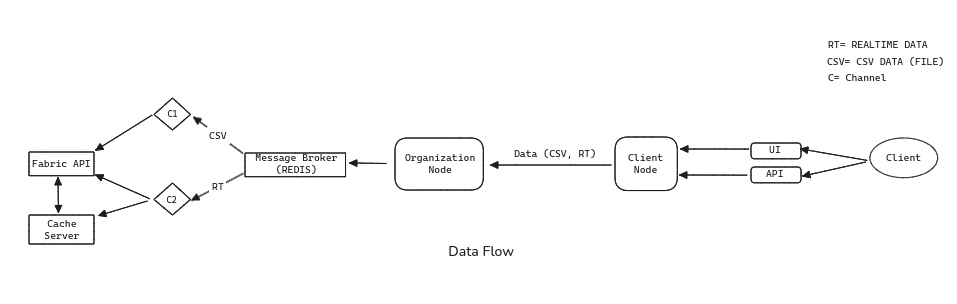 RT= REALTIME DATA
CSV= CSV DATA (FILE)
C= Channel
C1
CSV
Fabric API
Message Broker
(REDIS)
Organization
Node
Data (CSV, RT)
Client
Node
UI
API
Client
RT
C2
Cache
Server
Data Flow